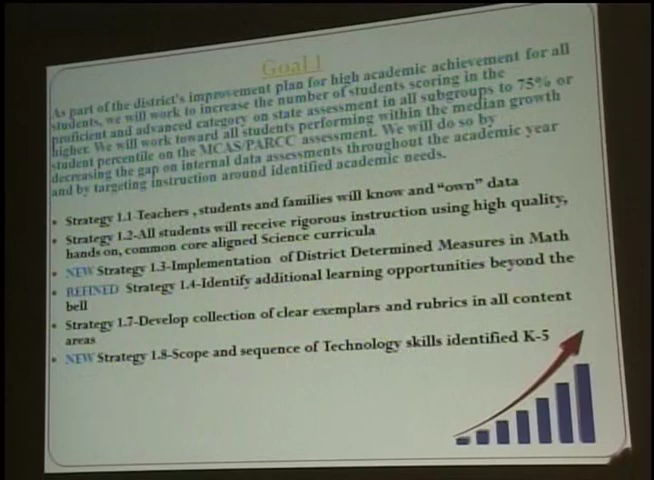 Goal 1
As part of the district's improvement plan for high academic achievement for all
students, we will work to increase the number of students scoring in the
proficient and advanced category on state assessment in all subgroups to 75% or
higher. We will work toward all students performing within the median growth
student percentile on the MCAS/PARCC assessment. We will do so by
decreasing the gap on internal data assessments throughout the academic year
and by targeting instruction around identified academic needs.
• Strategy 1.1-Teachers , students and families will know and “own” data
• Strategy 1.2-All students will receive rigorous instruction using high quality,
hands on, common core aligned Science curricula
• NEW Strategy 1.3-Implementation of District Determined Measures in Math
• REFINED Strategy 1.4-Identify additional learning opportunities beyond the
bell
• Strategy 1.7-Develop collection of clear exemplars and rubrics in all content
areas
• NEW Strategy 1.8-Scope and sequence of Technology skills identified K-5